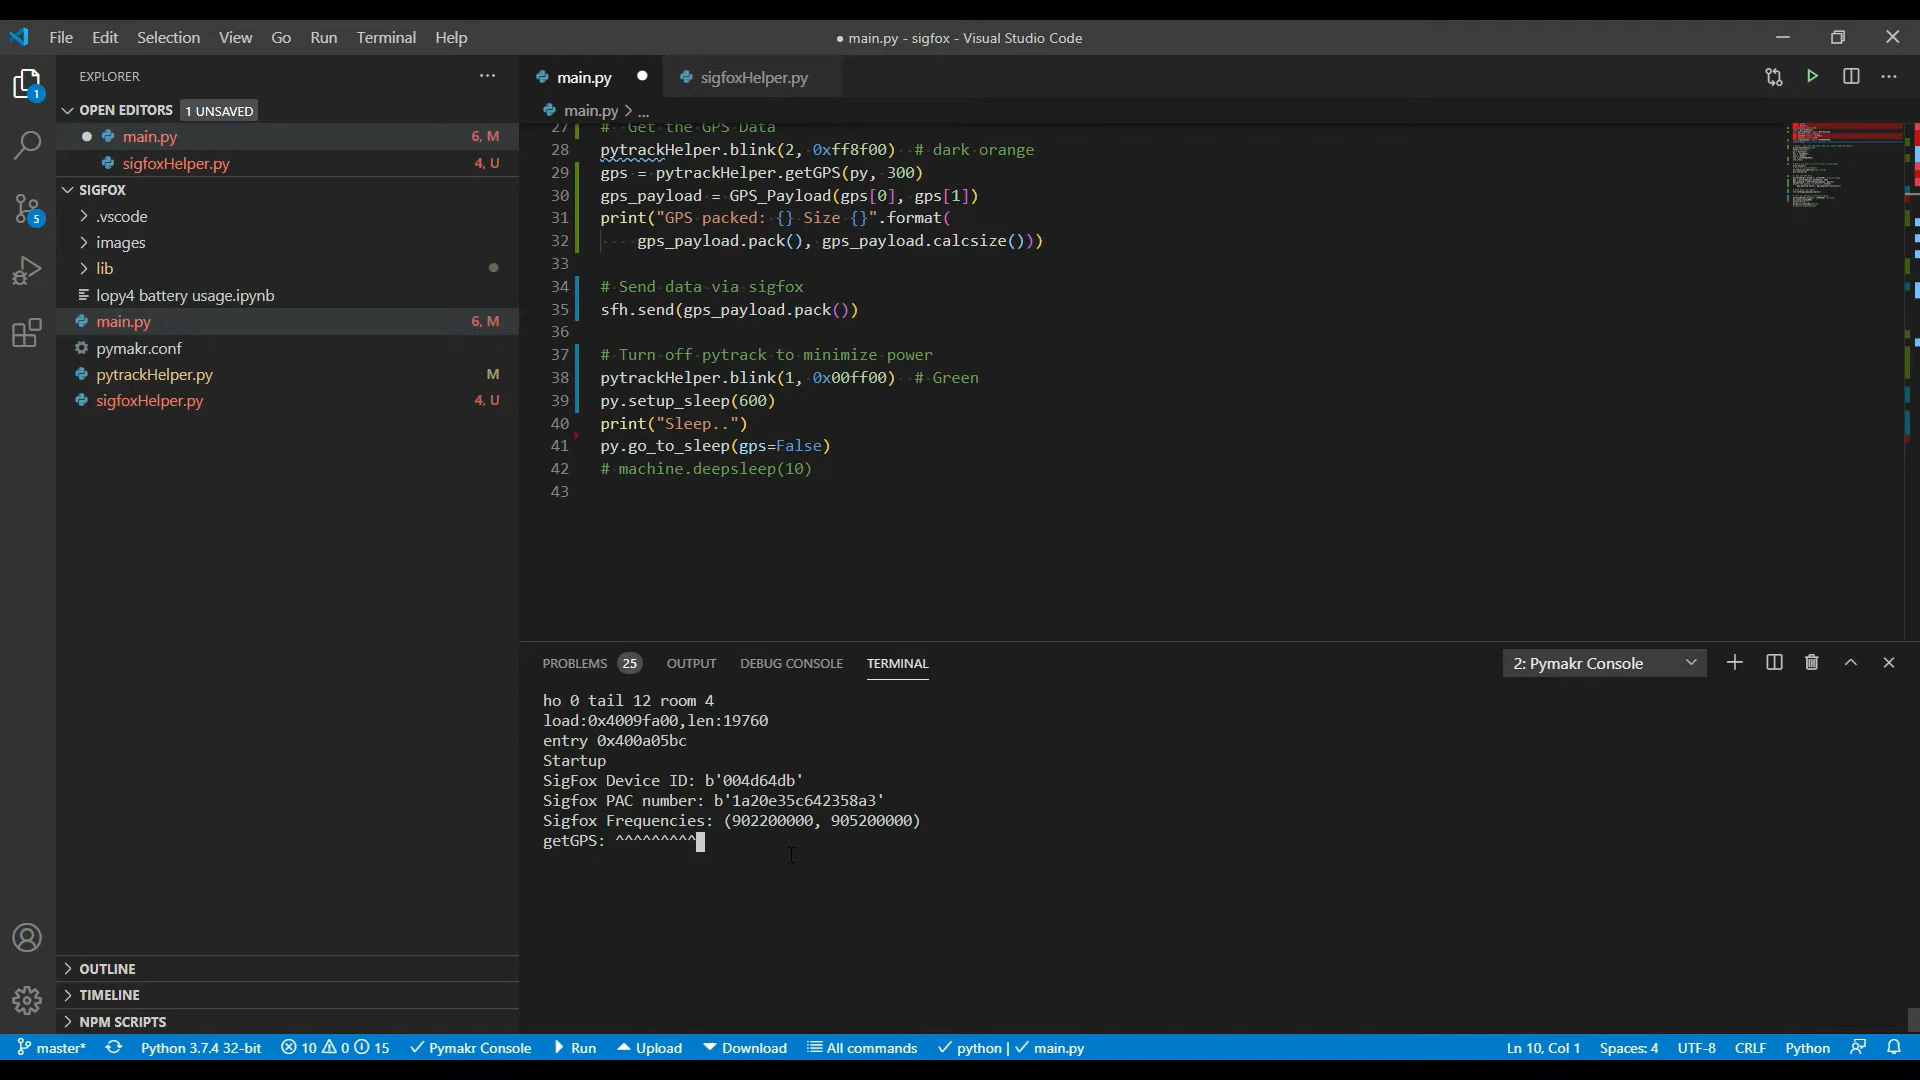 File Edit Selection View Go Run Terminal Help
● main.py - sigfox - Visual Studio Code
EXPLORER
OPEN EDITORS 1 UNSAVED
main.py 6, M
sigfoxHelper.py 4, U
SIGFOX
.vscode
images
lib
lopy4 battery usage.ipynb
main.py 6, M
pymakr.conf
pytrackHelper.py M
sigfoxHelper.py 4, U
OUTLINE
TIMELINE
NPM SCRIPTS
1
5
main.py
sigfoxHelper.py
main.py > ...
27 # Get the GPS Data
28 pytrackHelper.blink(2, 0xff8f00) # dark orange
29 gps = pytrackHelper.getGPS(py, 300)
30 gps_payload = GPS_Payload(gps[0], gps[1])
31 print("GPS packed: {} Size {}".format(
32 gps_payload.pack(), gps_payload.calcsize()))
33
34 # Send data via sigfox
35 sfh.send(gps_payload.pack())
36
37 # Turn off pytrack to minimize power
38 pytrackHelper.blink(1, 0x00ff00) # Green
39 py.setup_sleep(600)
40 print("Sleep..")
41 py.go_to_sleep(gps=False)
42 # machine.deepsleep(10)
43
PROBLEMS 25 OUTPUT DEBUG CONSOLE TERMINAL
2: Pymakr Console
ho 0 tail 12 room 4
load:0x4009fa00,len:19760
entry 0x400a05bc
Startup
SigFox Device ID: b'004d64db'
Sigfox PAC number: b'1a20e35c642358a3'
Sigfox Frequencies: (902200000, 905200000)
getGPS: ^^^^^^^^^
master* Python 3.7.4 32-bit 10 0 15 Pymakr Console Run Upload Download All commands python | main.py Ln 10, Col 1 Spaces: 4 UTF-8 CRLF Python